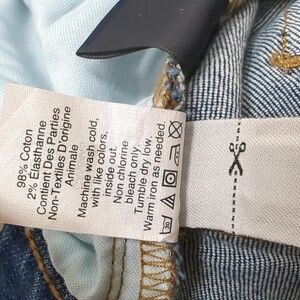 98% Coton
2% Élasthanne
Contient Des Parties
Non-Textiles D'Origine
Animale
Machine wash cold,
with like colors,
inside out.
Non chlorine
bleach only.
Tumble dry low.
Warm iron as needed.